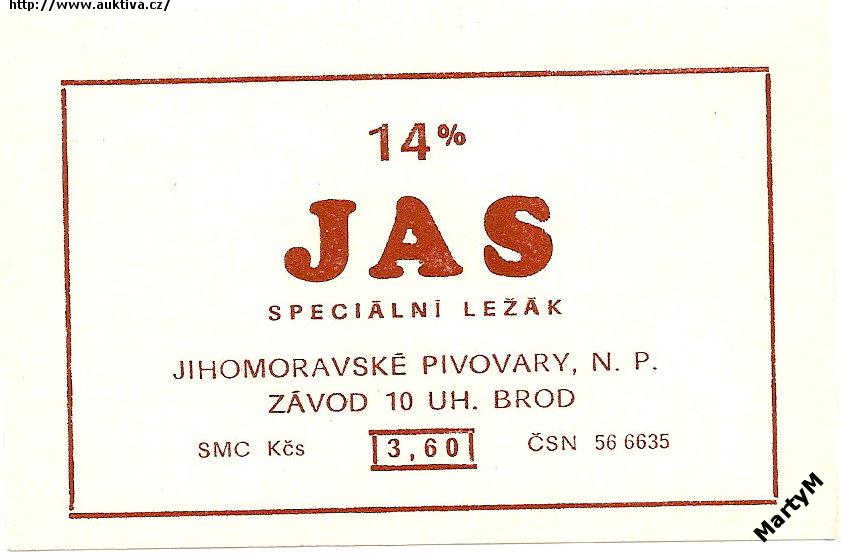 http://www.auktiva.cz/
14%
JAS
SPECIÁLNÍ LEŽÁK
JIHOMORAVSKÉ PIVOVARY, N. P.
ZÁVOD 10 UH. BROD
SMC Kčs 3,60 ČSN 56 6635
MartyM